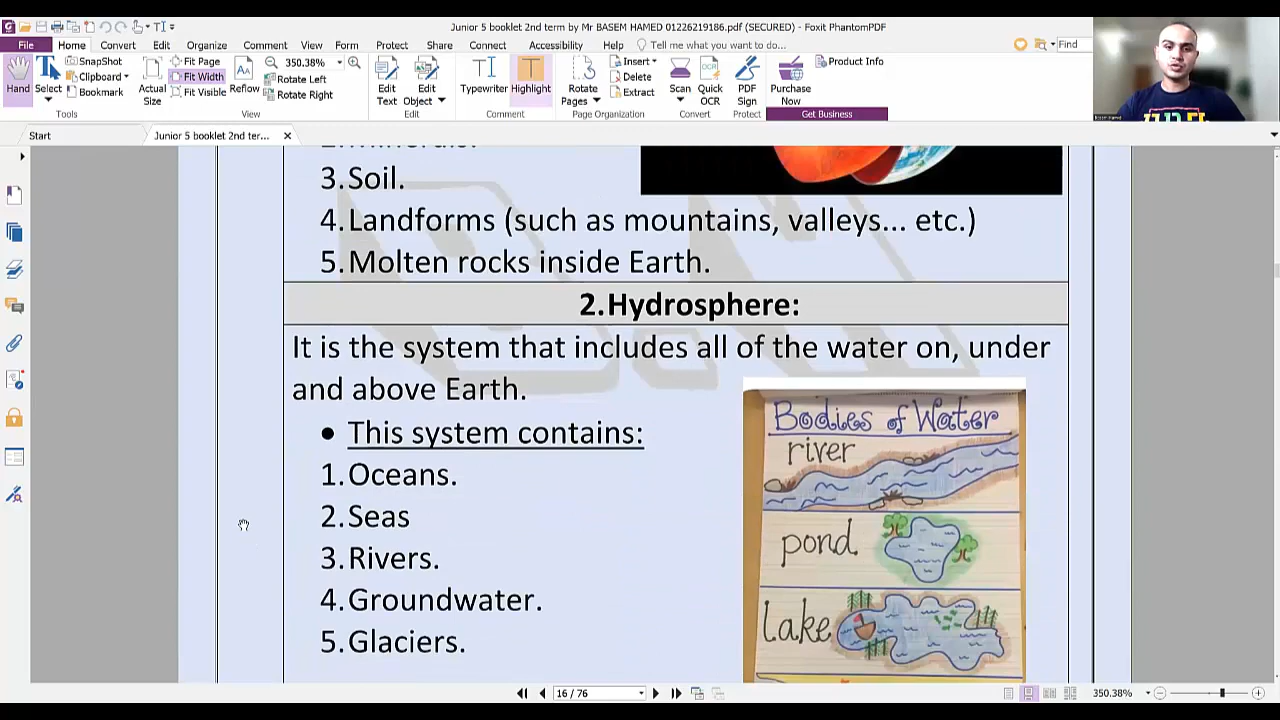 Junior 5 booklet 2nd term by Mr BASEM HAMED 01226219186.pdf (SECURED) - Foxit PhantomPDF
File Home Convert Edit Organize Comment View Form Protect Share Connect Accessibility Help Tell me what you want to do... Find
Hand
Select
SnapShot
Clipboard
Bookmark
Tools
Actual Size
Fit Page
Fit Width
Fit Visible
Reflow
350.38%
Rotate Left
Rotate Right
View
Edit Text
Edit Object
Edit
Typewriter
Highlight
Comment
Rotate Pages
Insert
Delete
Extract
Page Organization
Scan
Quick OCR
Convert
PDF Sign
Protect
Purchase Now
Product Info
Get Business
Start
Junior 5 booklet 2nd ter...
2.Minerals.
3.Soil.
4.Landforms (such as mountains, valleys... etc.)
5.Molten rocks inside Earth.
2.Hydrosphere:
It is the system that includes all of the water on, under
and above Earth.
• This system contains:
1.Oceans.
2.Seas
3.Rivers.
4.Groundwater.
5.Glaciers.
Bodies of Water
river
pond
lake
16 / 76
350.38%